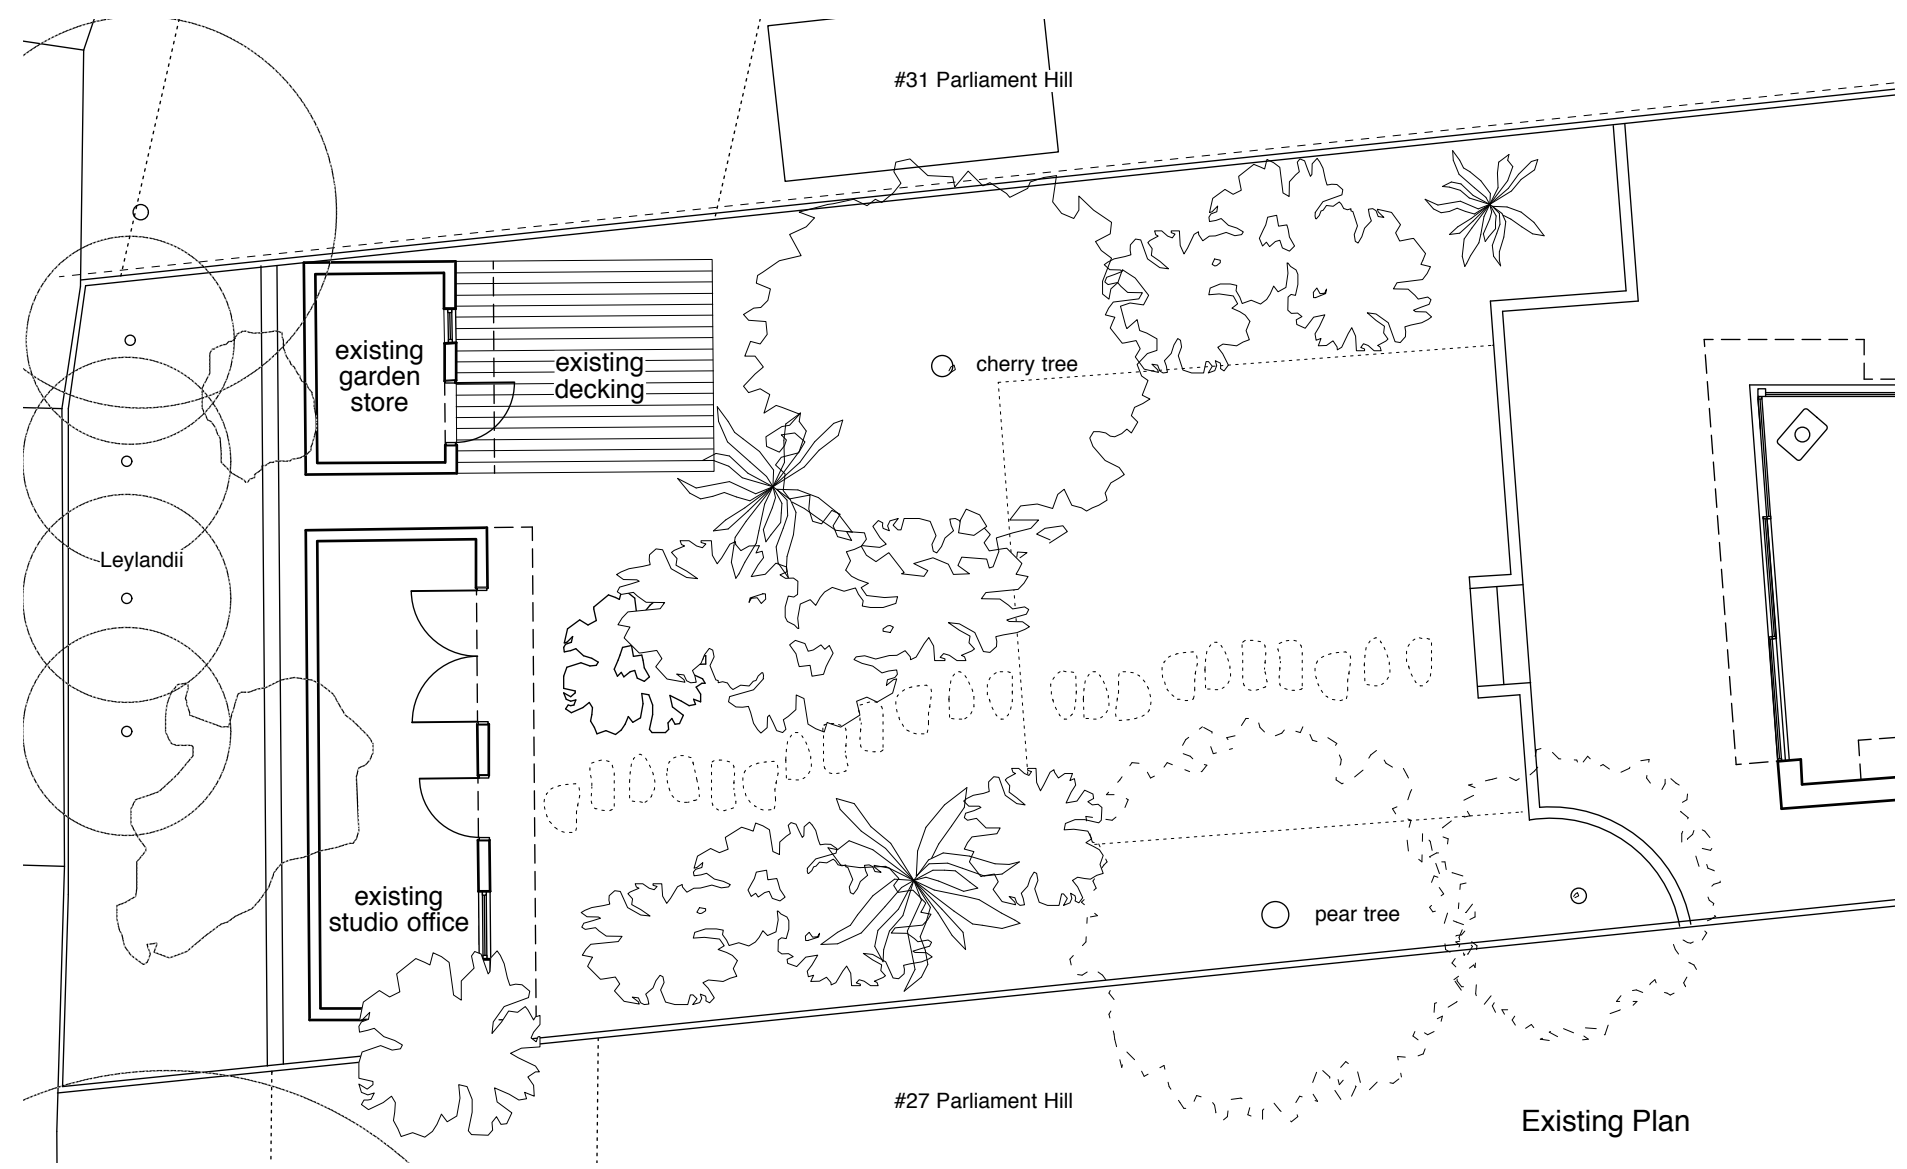 #31 Parliament Hill
existing
garden
store
existing
decking
cherry tree
Leylandii
existing
studio office
pear tree
#27 Parliament Hill
Existing Plan